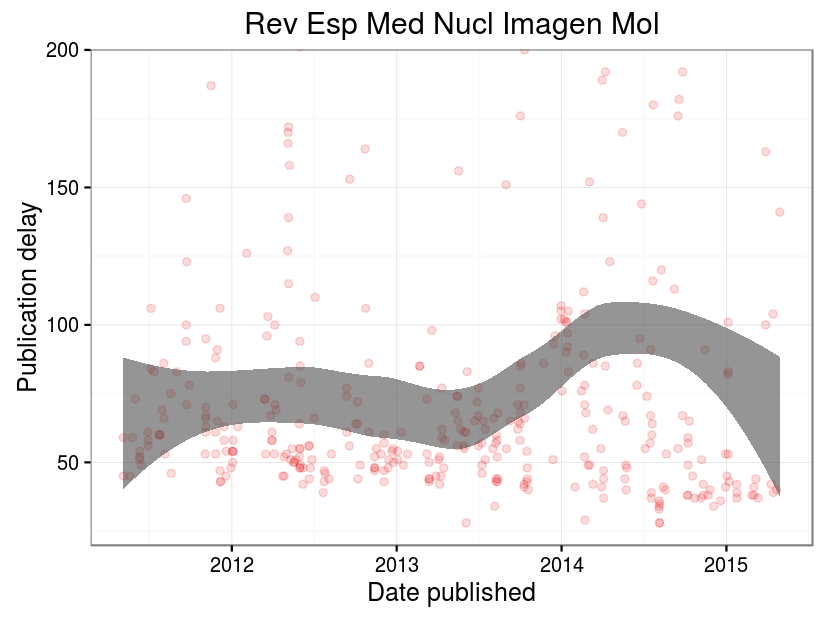 Rev Esp Med Nucl Imagen Mol
200
150
100
50
Publication delay
2012 2013 2014 2015
Date published